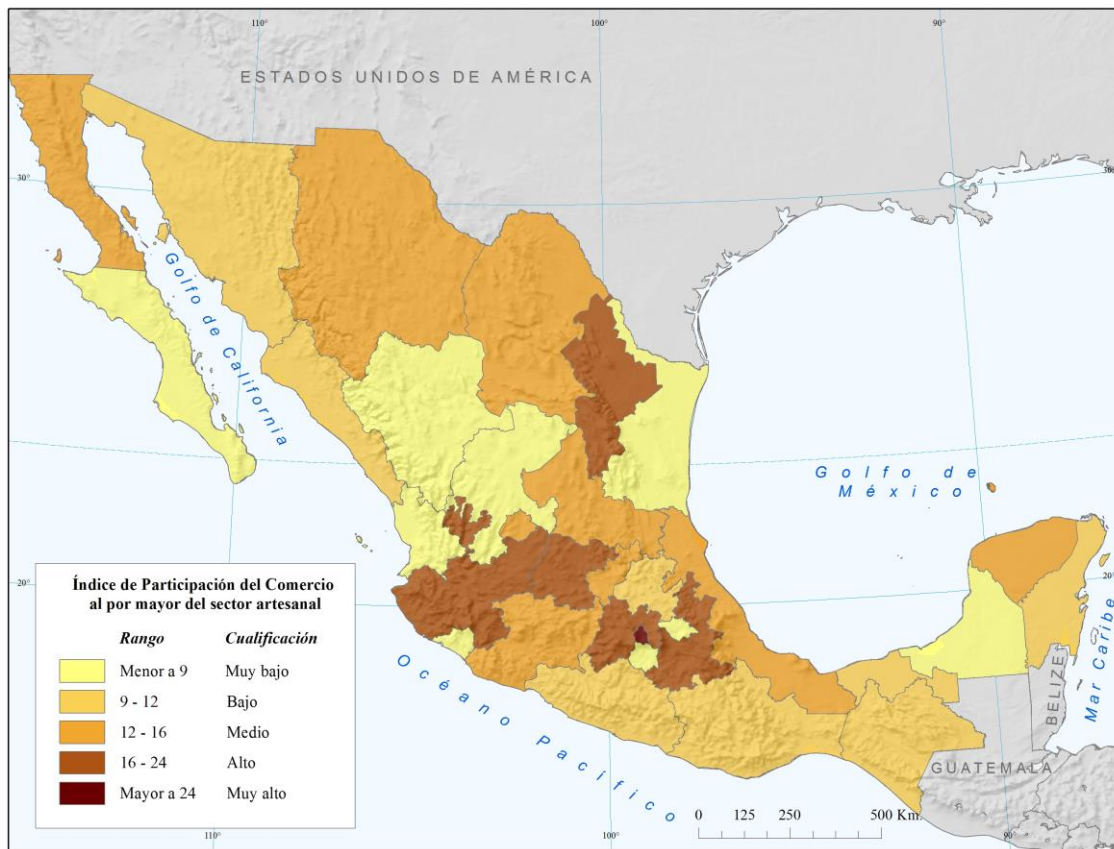 110°
100°
90°
ESTADOS UNIDOS DE AMÉRICA
30°
30°
Golfo de California
Golfo de
México
20°
20°
Mar Caribe
BELIZE
GUATEMALA
Océano Pacífico
Índice de Participación del Comercio
al por mayor del sector artesanal
Rango Cualificación
Menor a 9 Muy bajo
9 - 12 Bajo
12 - 16 Medio
16 - 24 Alto
Mayor a 24 Muy alto
0 125 250 500 Km.
110°
100°
90°